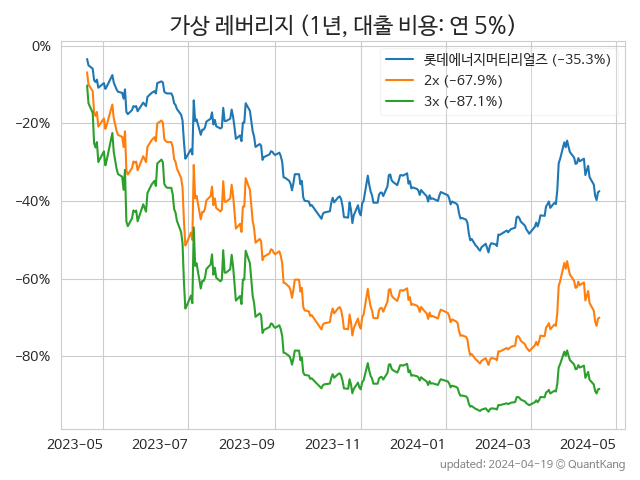 가상 레버리지 (1년, 대출 비용: 연 5%)
롯데에너지머티리얼즈 (−35.3%)
2x (−67.9%)
3x (−87.1%)
0%
−20%
−40%
−60%
−80%
2023-05 2023-07 2023-09 2023-11 2024-01 2024-03 2024-05
updated: 2024-04-19 © QuantKang